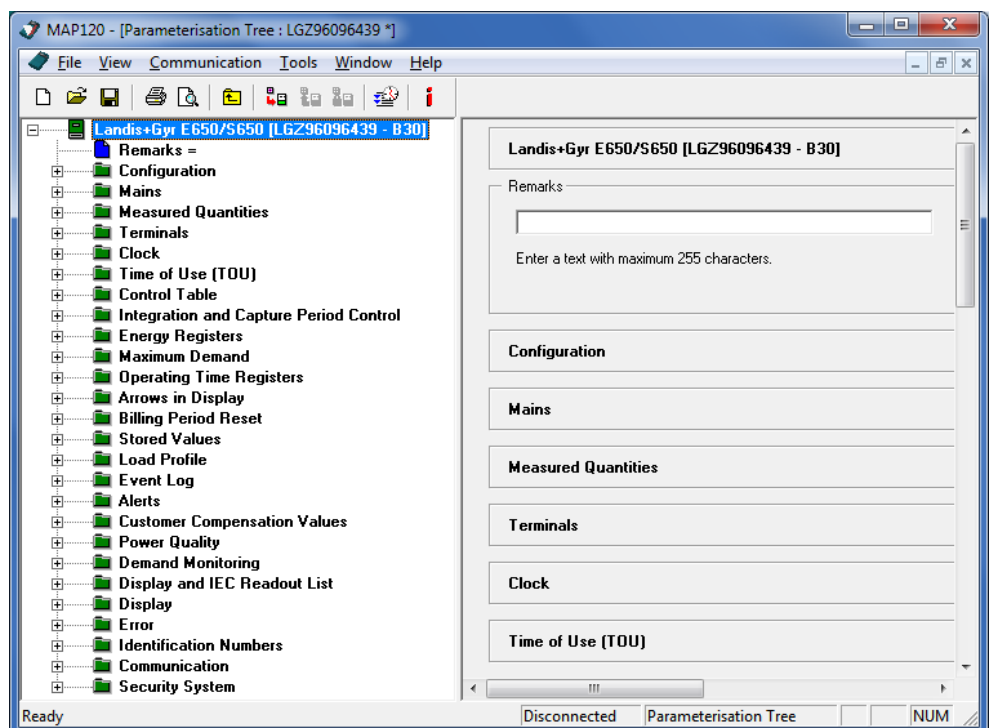 MAP120 - [Parameterisation Tree : LGZ96096439 *]
File View Communication Tools Window Help
Landis+Gyr E650/S650 [LGZ96096439 - B30]
Remarks =
Configuration
Mains
Measured Quantities
Terminals
Clock
Time of Use (TOU)
Control Table
Integration and Capture Period Control
Energy Registers
Maximum Demand
Operating Time Registers
Arrows in Display
Billing Period Reset
Stored Values
Load Profile
Event Log
Alerts
Customer Compensation Values
Power Quality
Demand Monitoring
Display and IEC Readout List
Display
Error
Identification Numbers
Communication
Security System
Landis+Gyr E650/S650 [LGZ96096439 - B30]
Remarks
Enter a text with maximum 255 characters.
Configuration
Mains
Measured Quantities
Terminals
Clock
Time of Use (TOU)
Ready Disconnected Parameterisation Tree NUM